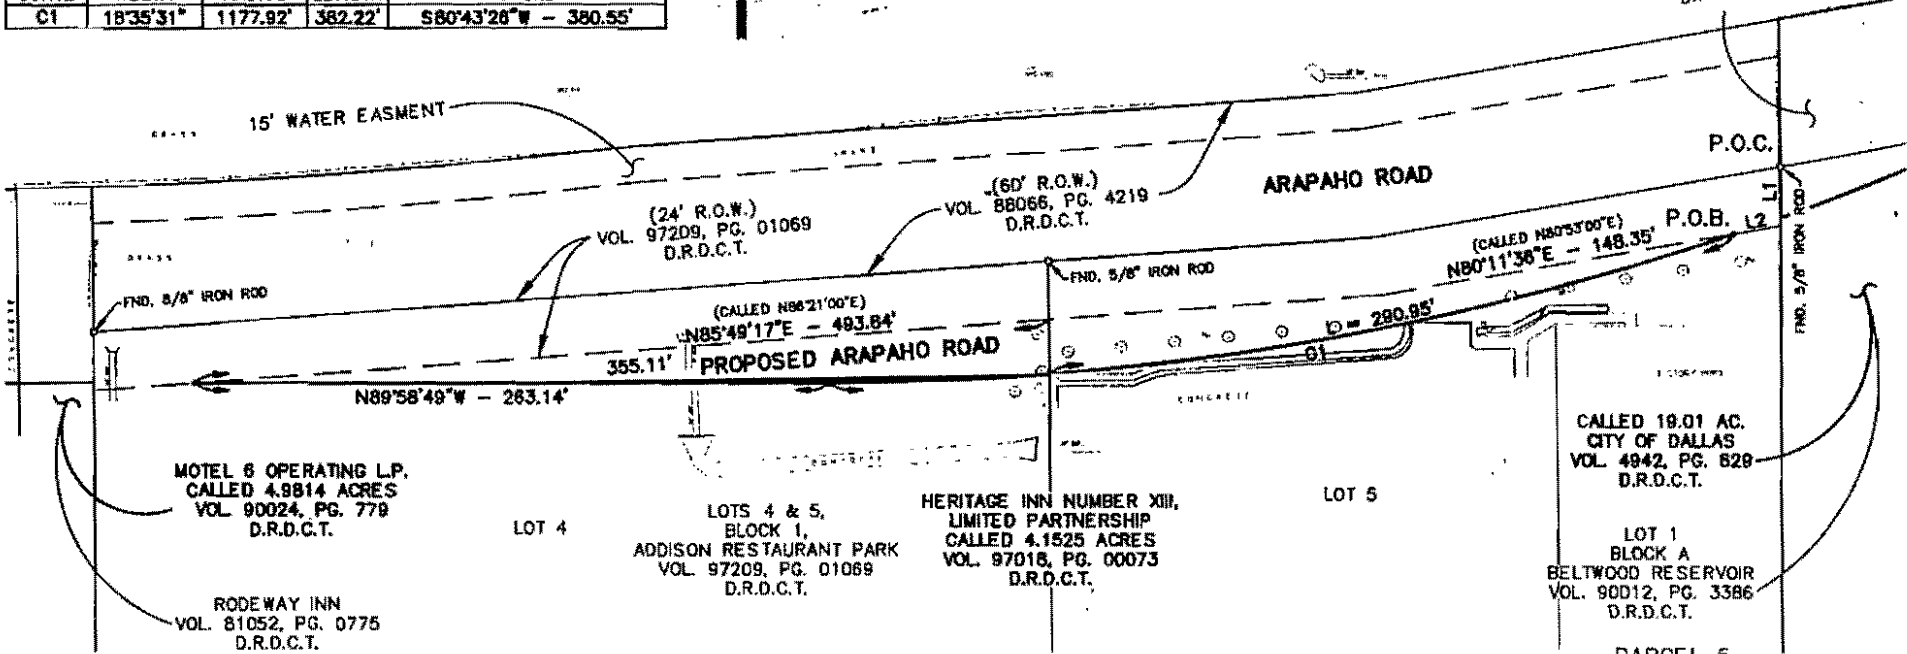 C1 18°35'31" 1177.92' 382.22' S80°43'28"W – 380.55'
15' WATER EASMENT
P.O.C.
ARAPAHO ROAD
(60' R.O.W.)
VOL. 88066, PG. 4219
D.R.D.C.T.
(24' R.O.W.)
VOL. 97209, PG. 01069
D.R.D.C.T.
L1
P.O.B. L2
FND. 5/8" IRON ROD
(CALLED N80°53'00"E)
N80°11'38"E – 148.35'
FND. 5/8" IRON ROD
FND. 5/8" IRON ROD
(CALLED N86°21'00"E)
N85°49'17"E – 493.64'
290.95'
355.11' PROPOSED ARAPAHO ROAD
C1
N89°58'49"W – 263.14'
CONCRETE
CONCRETE
MOTEL 6 OPERATING L.P.
CALLED 4.9814 ACRES
VOL. 90024, PG. 779
D.R.D.C.T.
LOT 4
LOTS 4 & 5,
BLOCK 1,
ADDISON RESTAURANT PARK
VOL. 97209, PG. 01069
D.R.D.C.T.
HERITAGE INN NUMBER XIII,
LIMITED PARTNERSHIP
CALLED 4.1525 ACRES
VOL. 97018, PG. 00073
D.R.D.C.T.
LOT 5
CALLED 19.01 AC.
CITY OF DALLAS
VOL. 4942, PG. 629
D.R.D.C.T.
LOT 1
BLOCK A
BELTWOOD RESERVOIR
VOL. 90012, PG. 3386
D.R.D.C.T.
RODEWAY INN
VOL. 81052, PG. 0775
D.R.D.C.T.